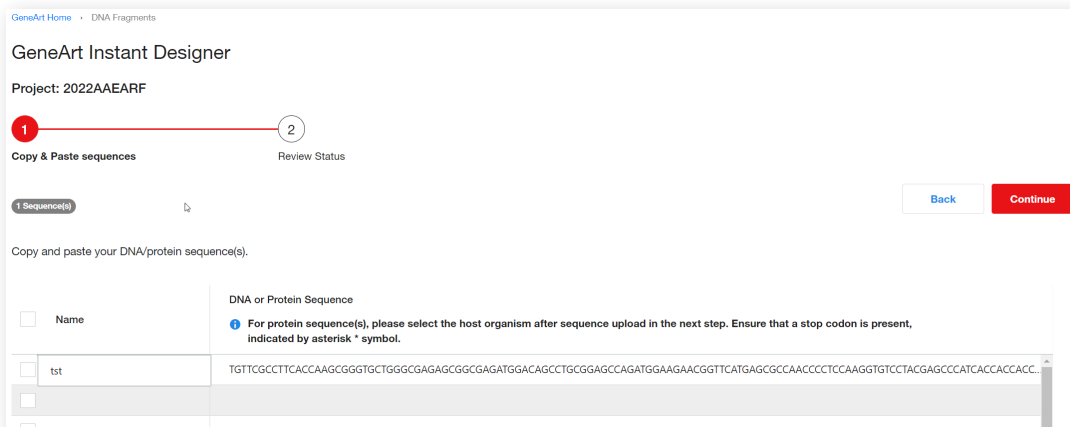 GeneArt Home › DNA Fragments
GeneArt Instant Designer
Project: 2022AAEARF
1
2
Copy & Paste sequences
Review Status
1 Sequence(s)
Back
Continue
Copy and paste your DNA/protein sequence(s).
Name
DNA or Protein Sequence
For protein sequence(s), please select the host organism after sequence upload in the next step. Ensure that a stop codon is present,
indicated by asterisk * symbol.
tst
TGTTCGCCTTCACCAAGCGGGTGCTGGGCGAGAGCGGCGAGATGGACAGCCTGCGGAGCCAGATGGAAGAACGGTTCATGAGCGCCAACCCCTCCAAGGTGTCCTACGAGCCCATCACCACCACC...